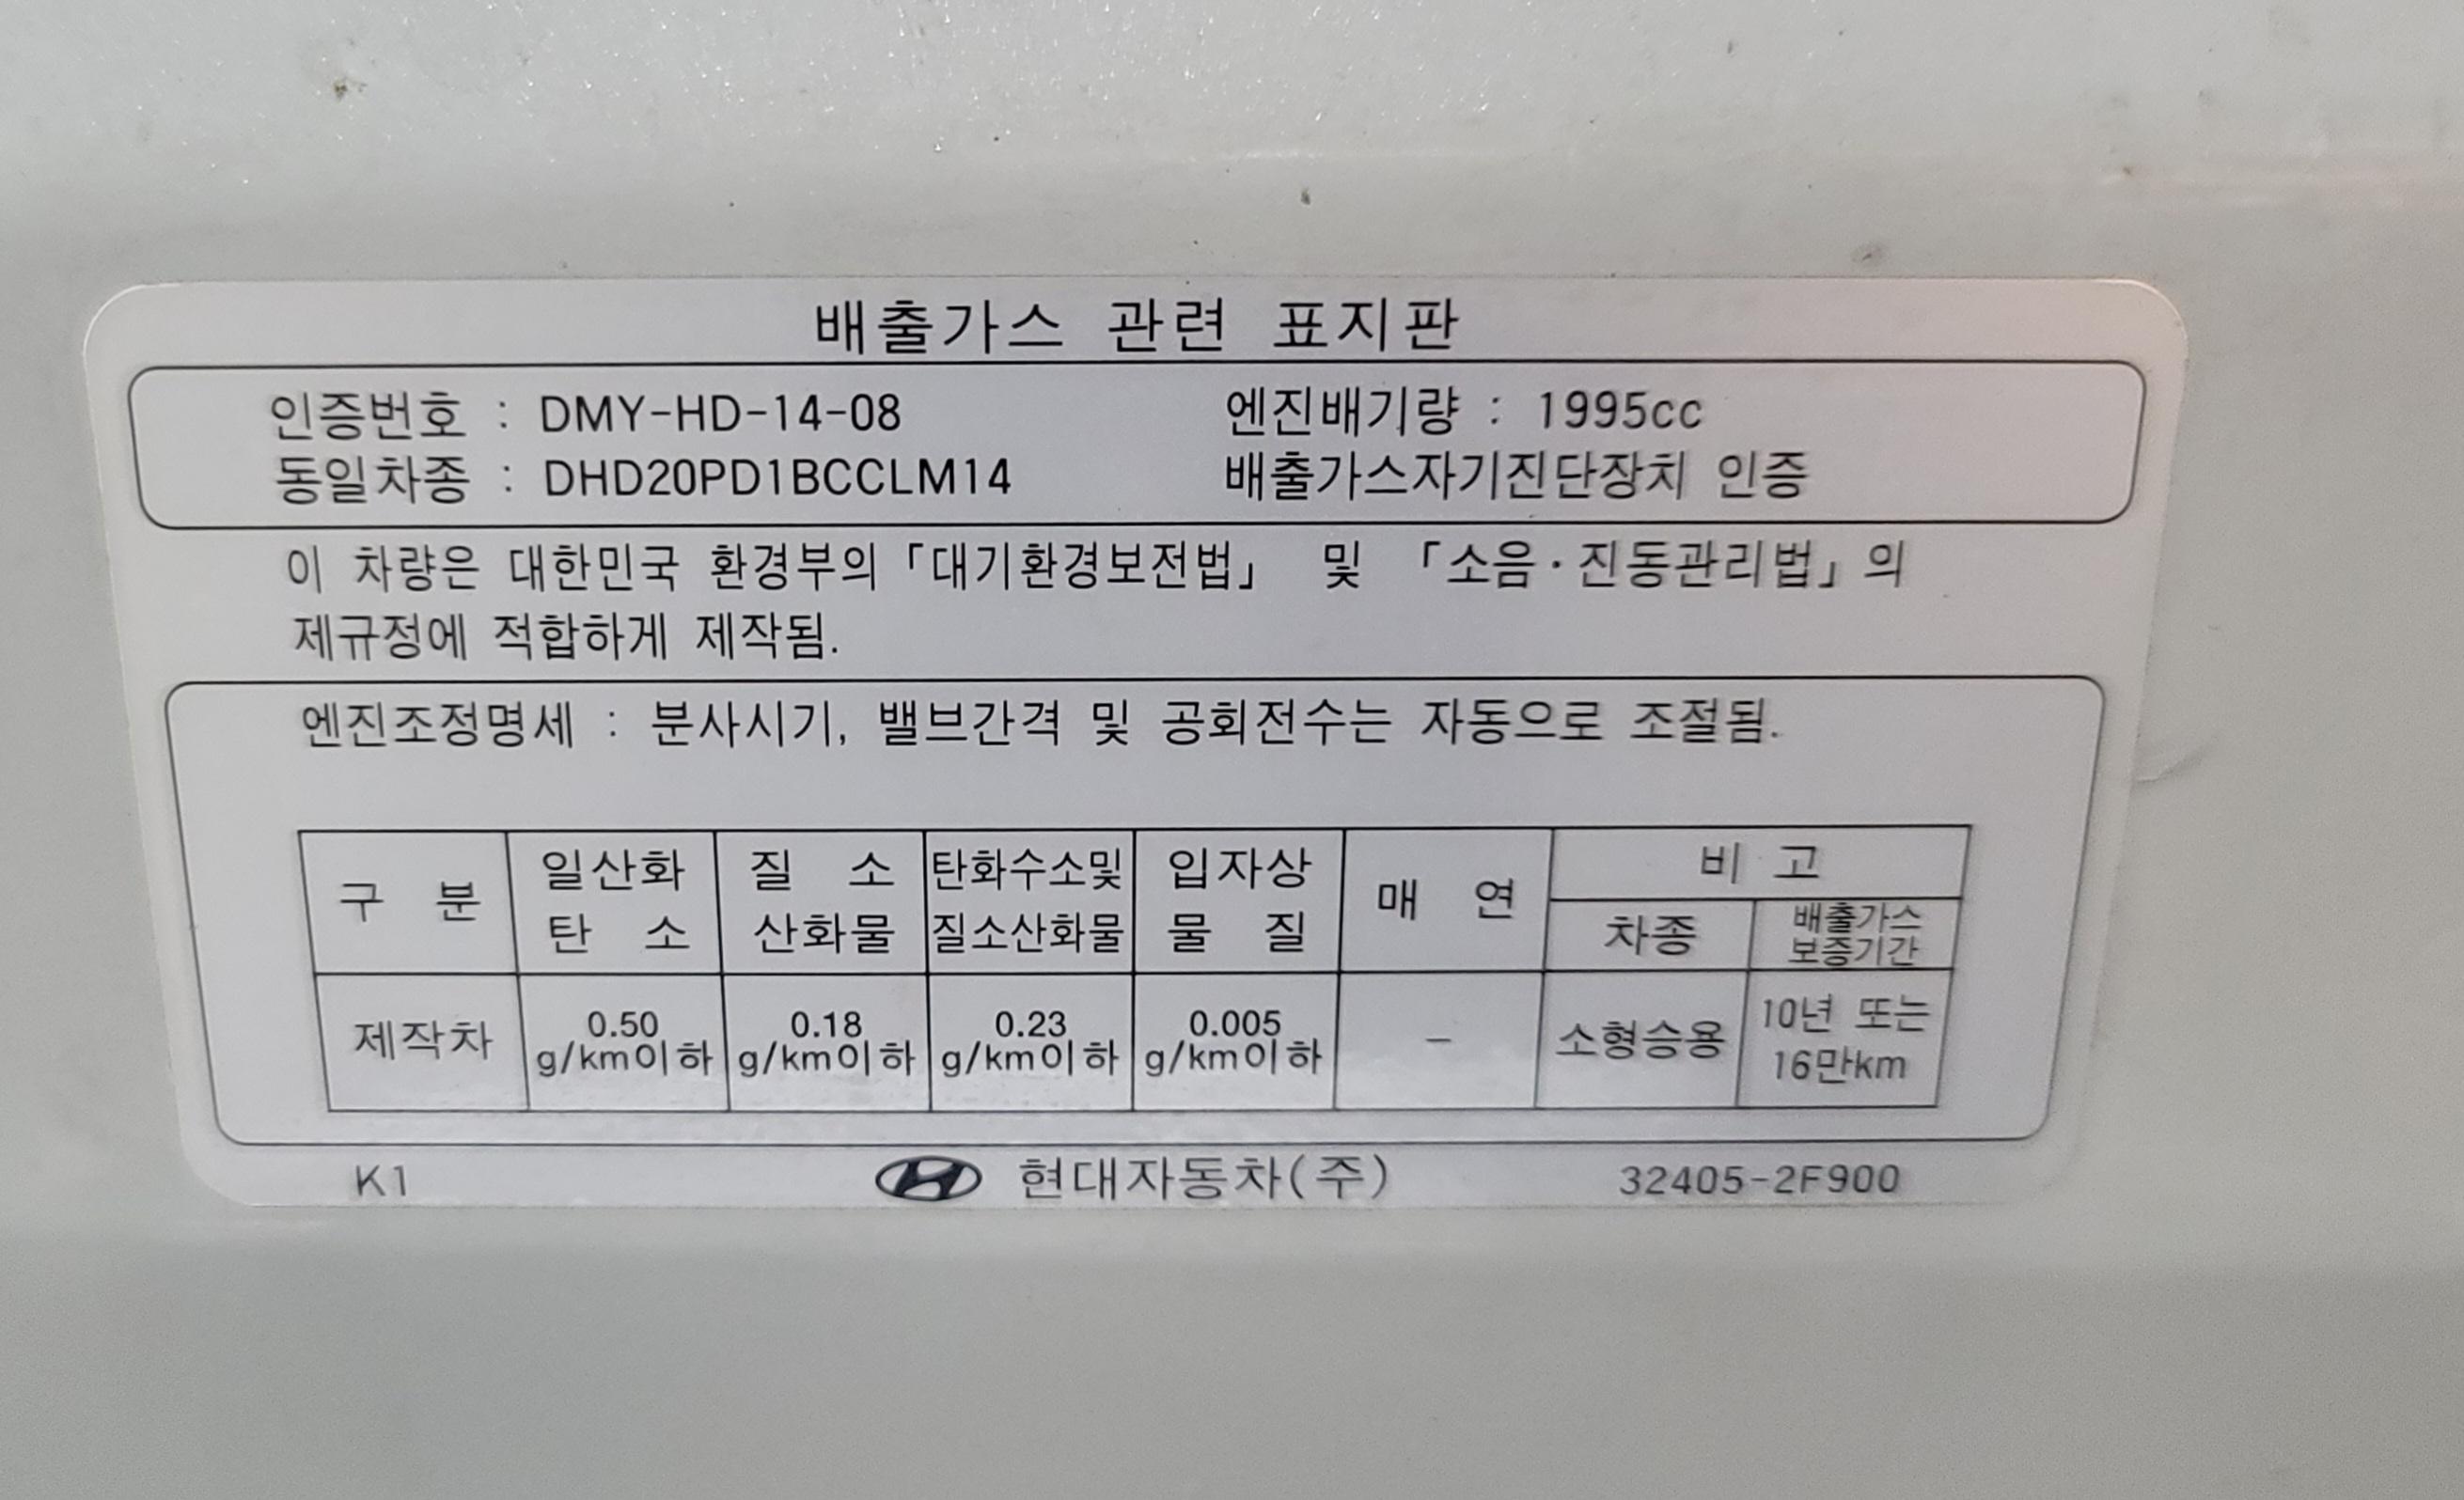 배출가스 관련 표지판
인증번호 : DMY-HD-14-08 엔진배기량 : 1995cc
동일차종 : DHD20PD1BCCLM14 배출가스자기진단장치 인증
이 차량은 대한민국 환경부의「대기환경보전법」 및 「소음·진동관리법」의
제규정에 적합하게 제작됨.
엔진조정명세 : 분사시기, 밸브간격 및 공회전수는 자동으로 조절됨.
구 분 일산화 탄 소 질 소 산화물 탄화수소및 질소산화물 입자상 물 질 매 연 비 고 차종 배출가스 보증기간
제작차 0.50 g/km이하 0.18 g/km이하 0.23 g/km이하 0.005 g/km이하 - 소형승용 10년 또는 16만km
K1 현대자동차(주) 32405-2F900